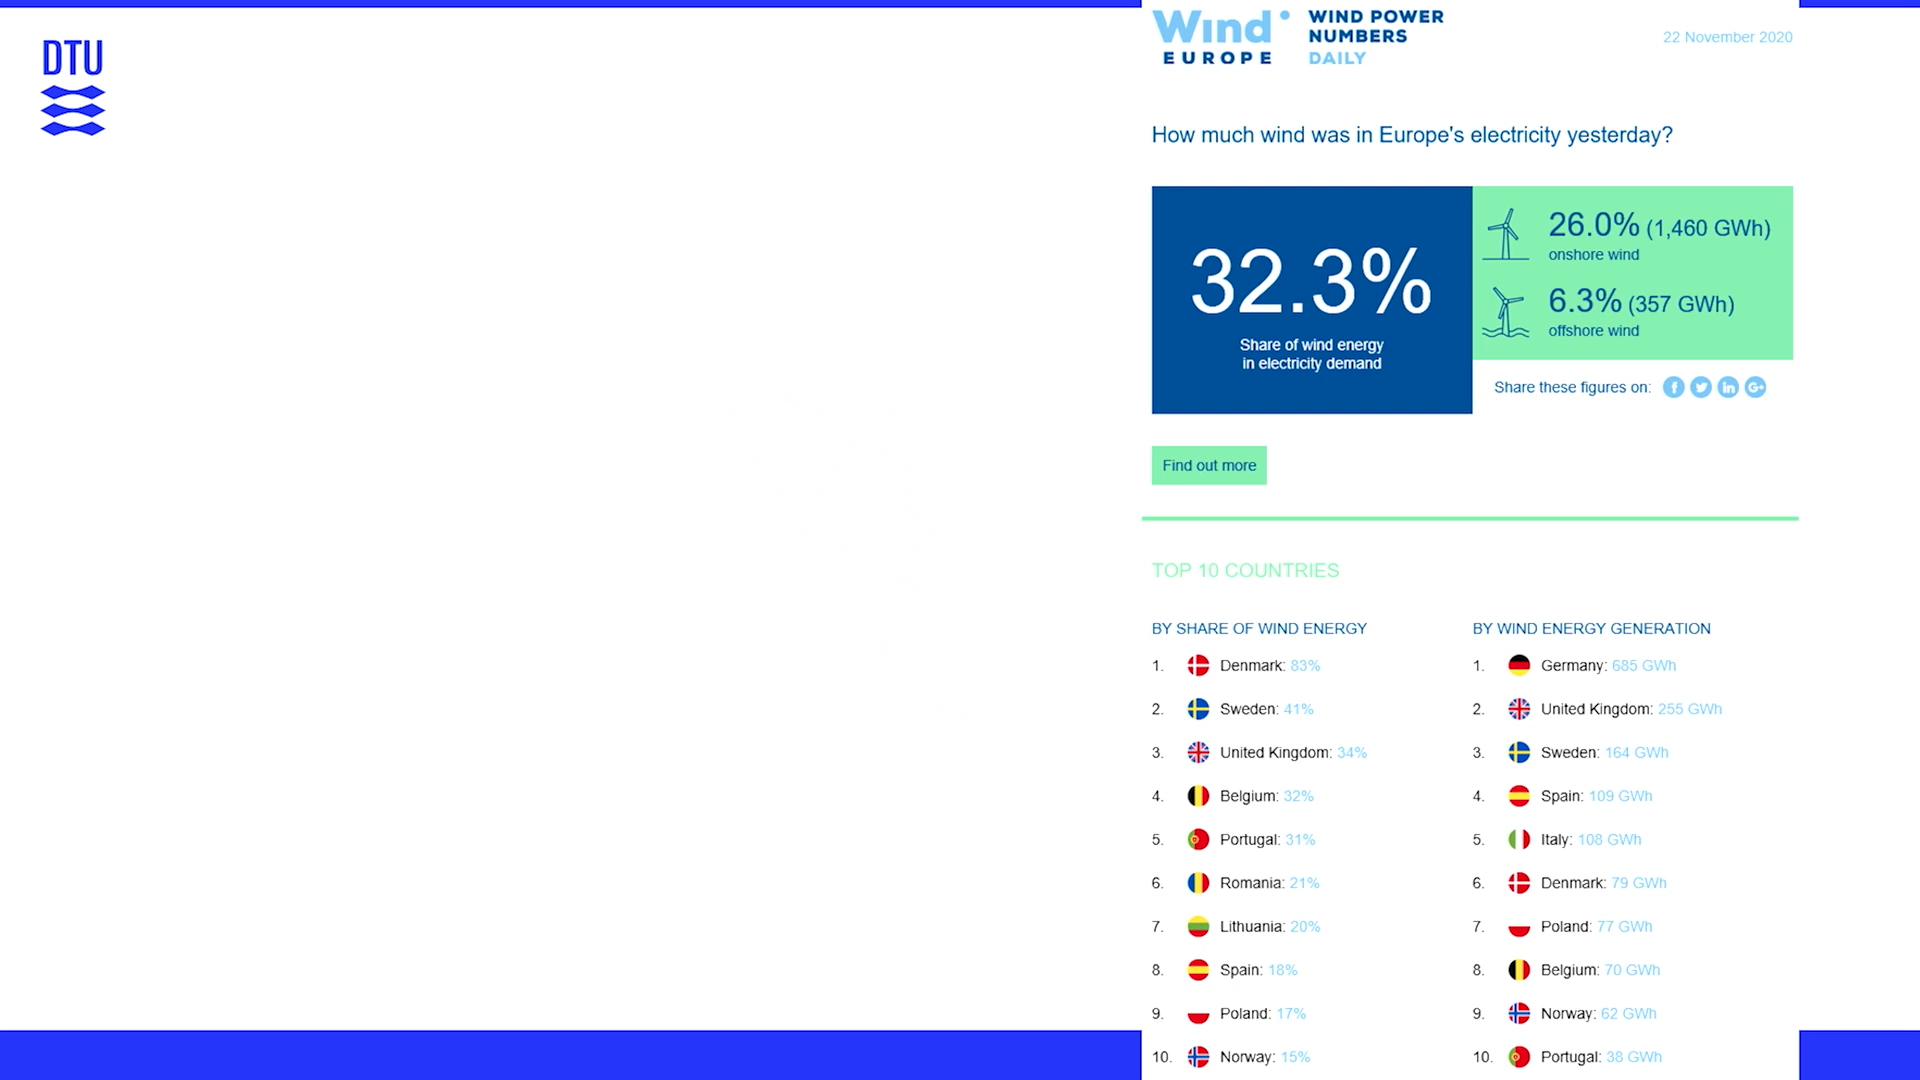 DTU
Wind EUROPE
WIND POWER
NUMBERS
DAILY
22 November 2020
How much wind was in Europe's electricity yesterday?
32.3%
Share of wind energy
in electricity demand
26.0% (1,460 GWh)
onshore wind
6.3% (357 GWh)
offshore wind
Share these figures on:
Find out more
TOP 10 COUNTRIES
BY SHARE OF WIND ENERGY
1. Denmark: 83%
2. Sweden: 41%
3. United Kingdom: 34%
4. Belgium: 32%
5. Portugal: 31%
6. Romania: 21%
7. Lithuania: 20%
8. Spain: 18%
9. Poland: 17%
10. Norway: 15%
BY WIND ENERGY GENERATION
1. Germany: 685 GWh
2. United Kingdom: 255 GWh
3. Sweden: 164 GWh
4. Spain: 109 GWh
5. Italy: 108 GWh
6. Denmark: 79 GWh
7. Poland: 77 GWh
8. Belgium: 70 GWh
9. Norway: 62 GWh
10. Portugal: 38 GWh